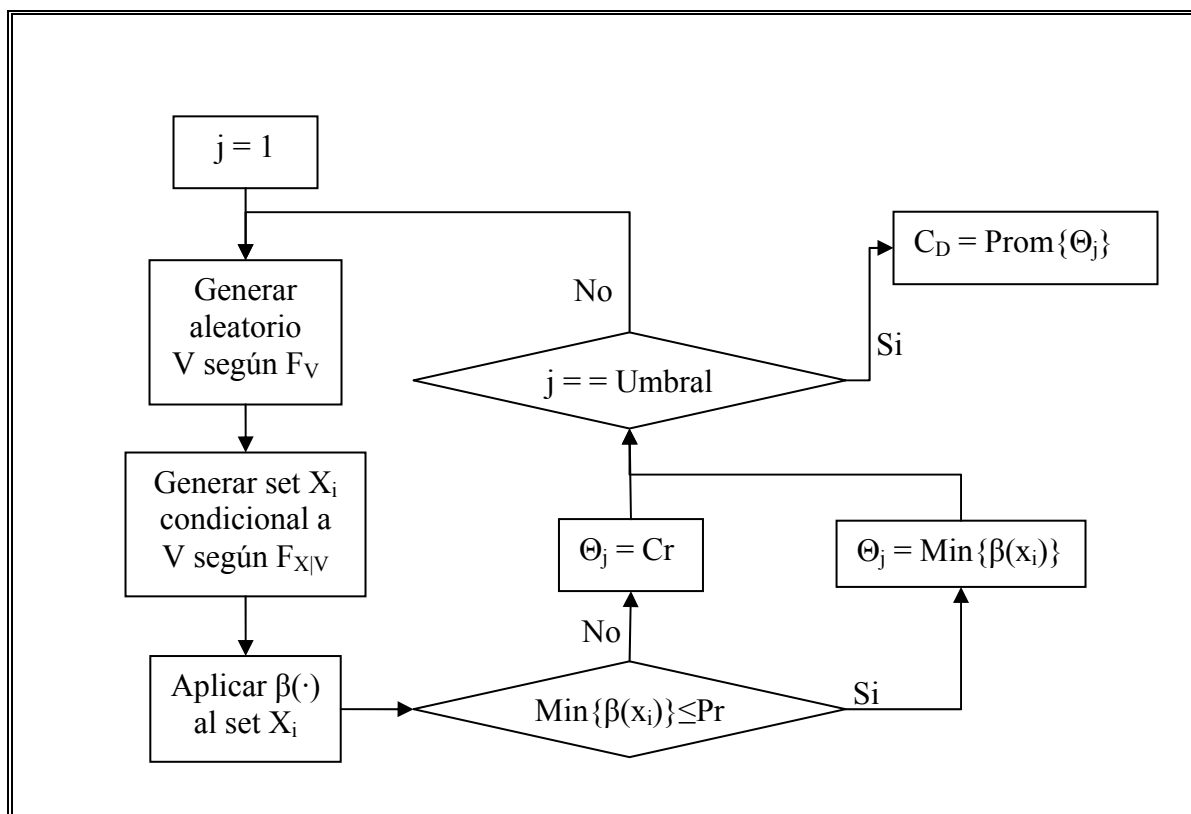 j = 1
Generar
aleatorio
V según F_V
Generar set X_i
condicional a
V según F_{X|V}
Aplicar β(·)
al set X_i
Min{β(x_i)}≤Pr
No
Si
Θ_j = Cr
Θ_j = Min{β(x_i)}
j = = Umbral
No
Si
C_D = Prom{Θ_j}